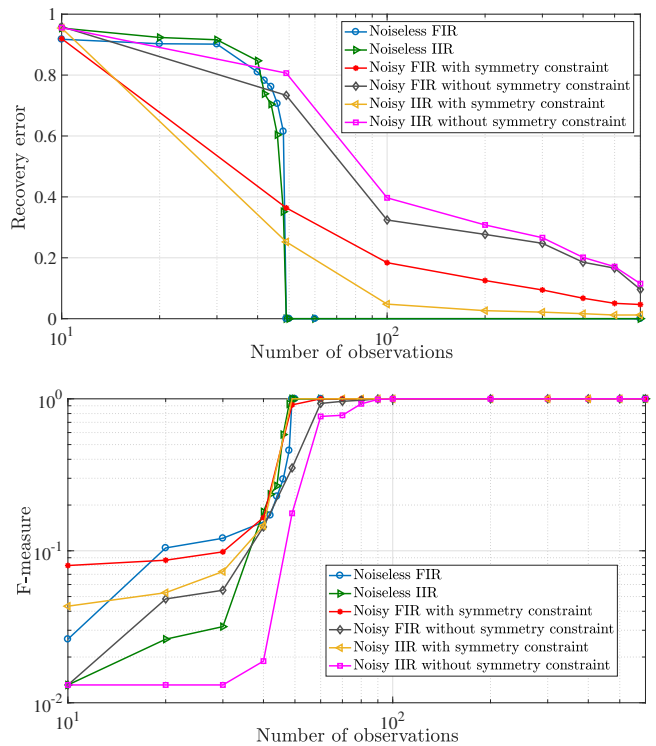 1
0.8
0.6
0.4
0.2
0
Recovery error
10^1
10^2
Number of observations
Noiseless FIR
Noiseless IIR
Noisy FIR with symmetry constraint
Noisy FIR without symmetry constraint
Noisy IIR with symmetry constraint
Noisy IIR without symmetry constraint
10^0
10^-1
10^-2
F-measure
10^1
10^2
Number of observations
Noiseless FIR
Noiseless IIR
Noisy FIR with symmetry constraint
Noisy FIR without symmetry constraint
Noisy IIR with symmetry constraint
Noisy IIR without symmetry constraint